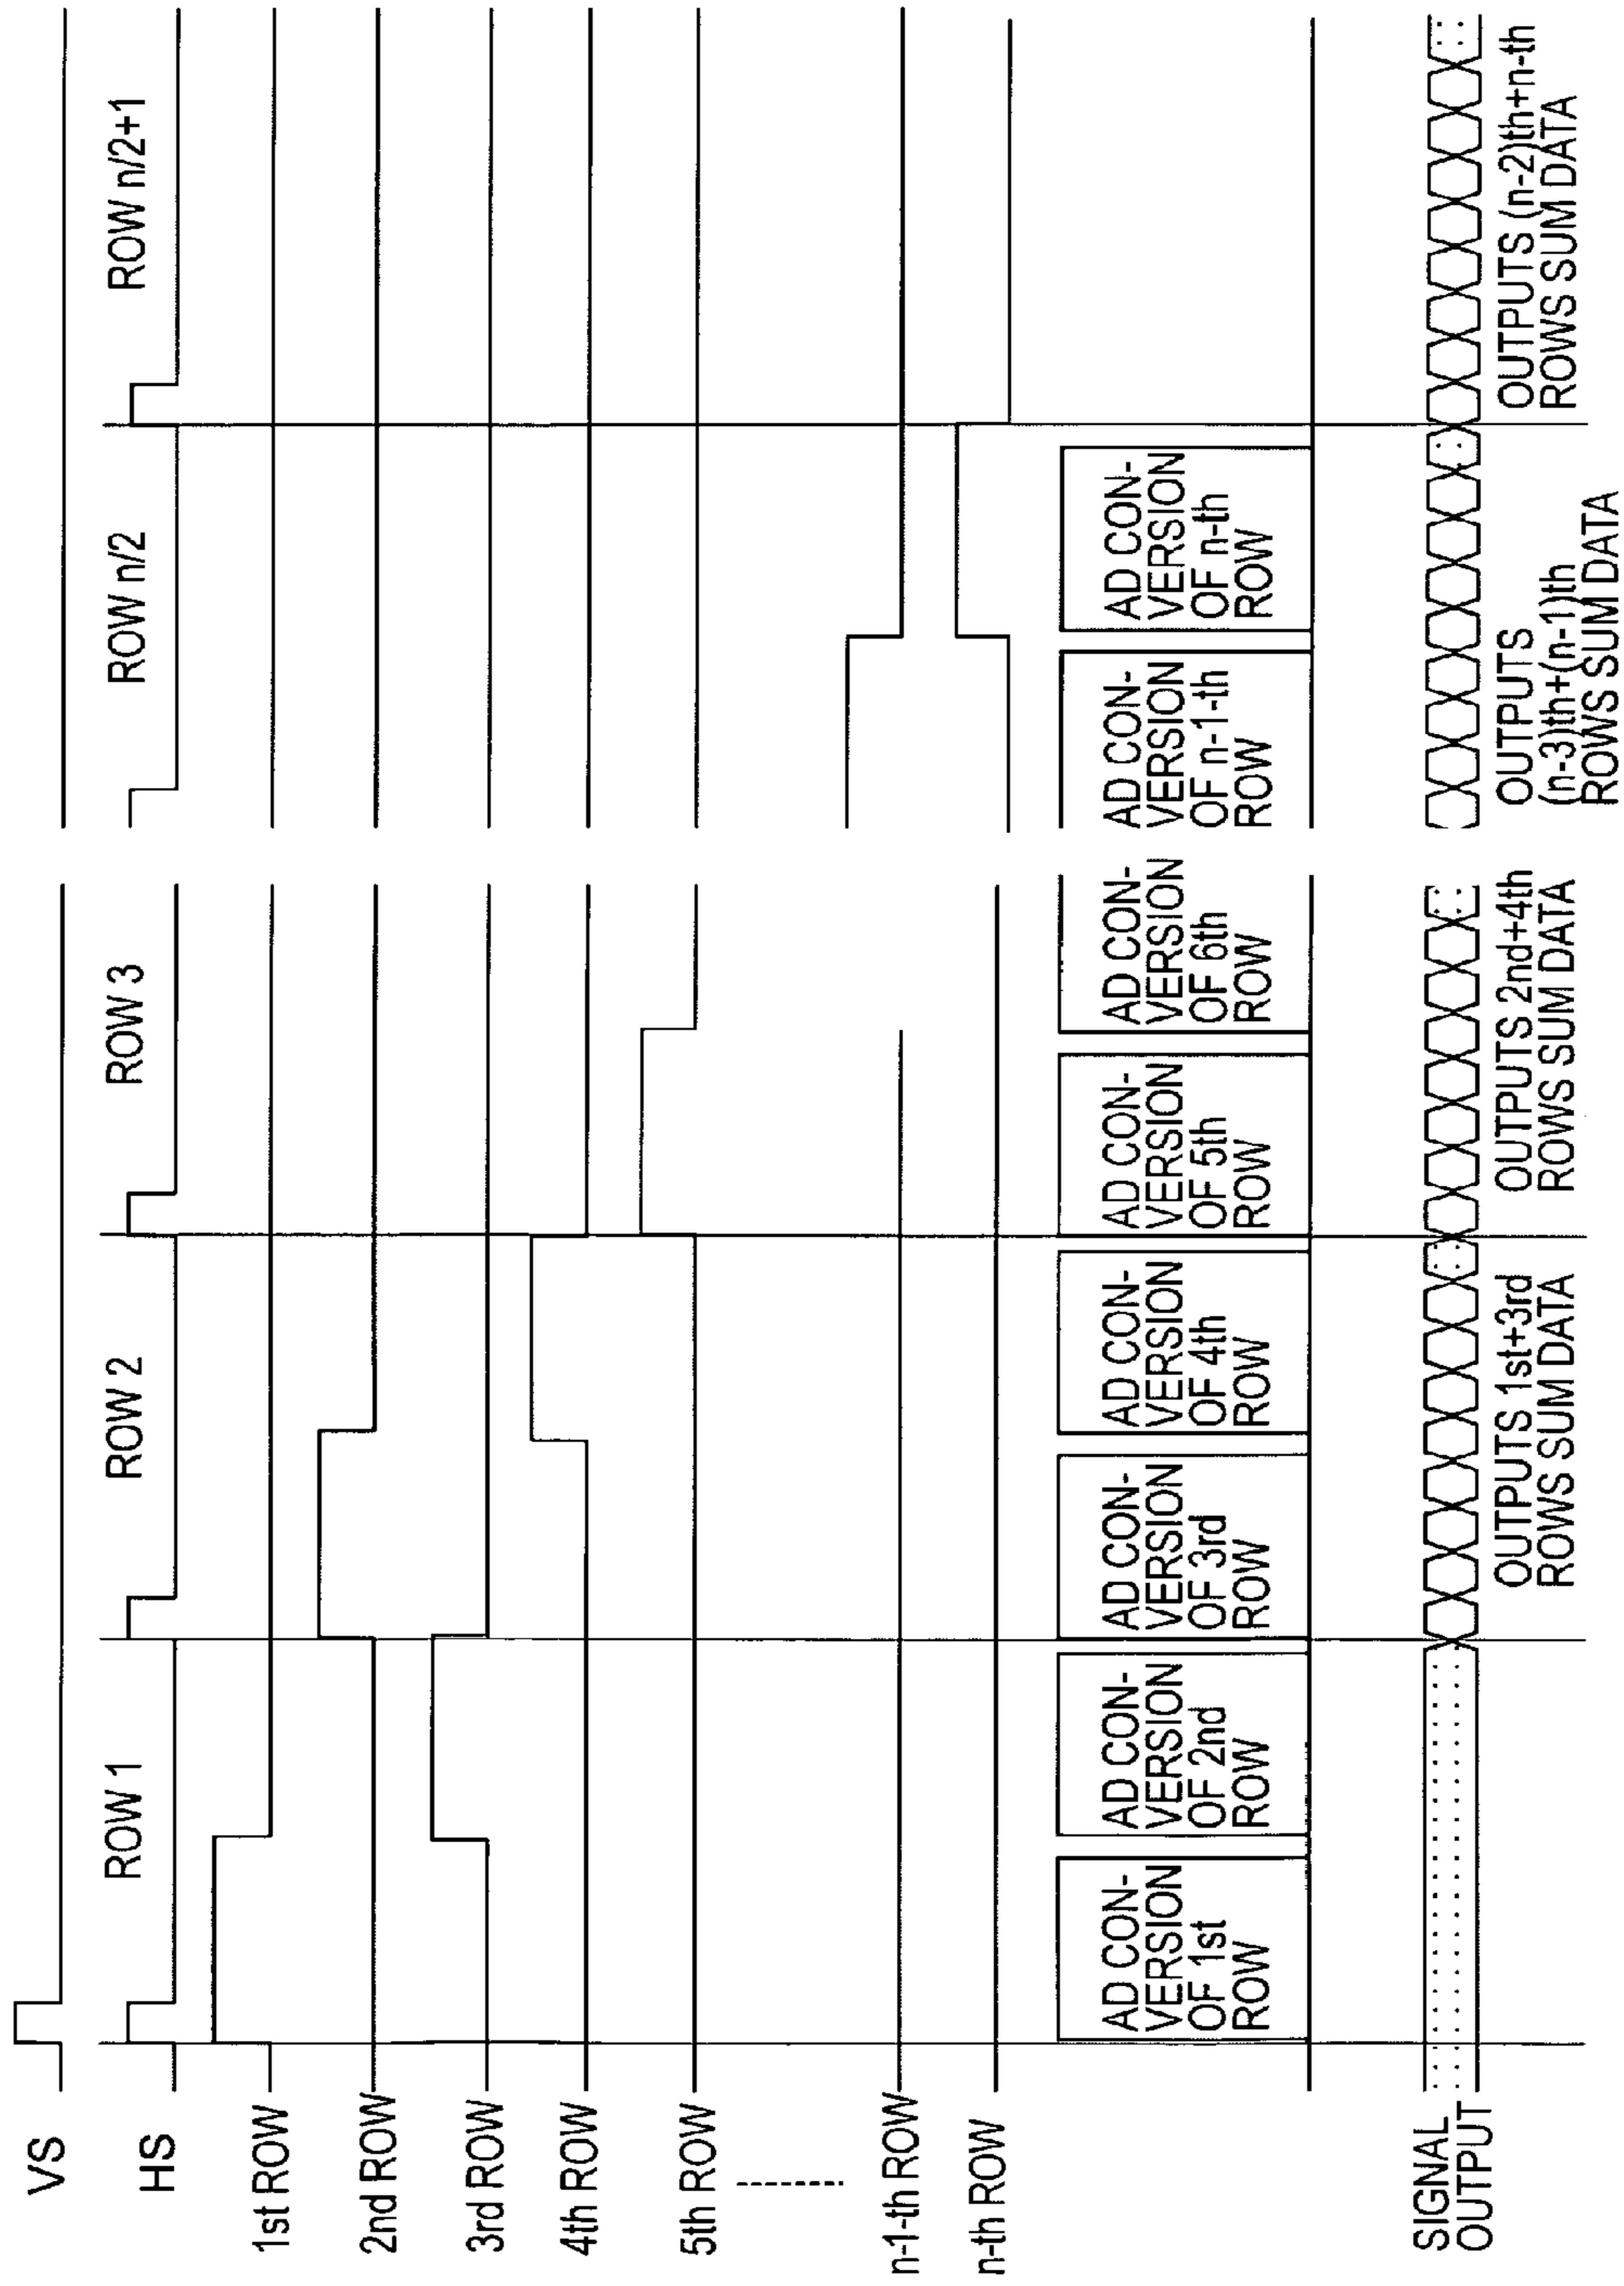 VS
HS
1st ROW
2nd ROW
3rd ROW
4th ROW
5th ROW
n-1-th ROW
n-th ROW
SIGNAL
OUTPUT
ROW 1
ROW 2
ROW 3
ROW n/2
ROW n/2+1
AD CON-
VERSION
OF 1st
ROW
AD CON-
VERSION
OF 2nd
ROW
AD CON-
VERSION
OF 3rd
ROW
AD CON-
VERSION
OF 4th
ROW
AD CON-
VERSION
OF 5th
ROW
AD CON-
VERSION
OF 6th
ROW
AD CON-
VERSION
OF n-1-th
ROW
AD CON-
VERSION
OF n-th
ROW
OUTPUTS 1st+3rd
ROWS SUM DATA
OUTPUTS 2nd+4th
ROWS SUM DATA
OUTPUTS
(n-3)th+(n-1)th
ROWS SUM DATA
OUTPUTS (n-2)th+n-th
ROWS SUM DATA